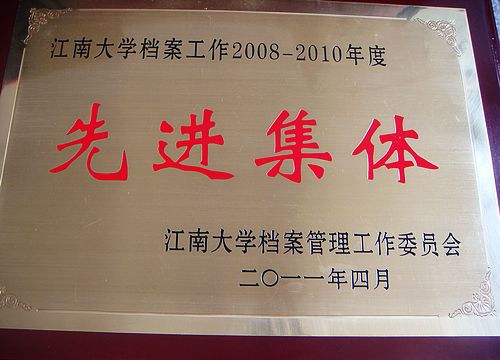 江南大学档案工作2008-2010年度
先进集体
江南大学档案管理工作委员会
二〇一一年四月